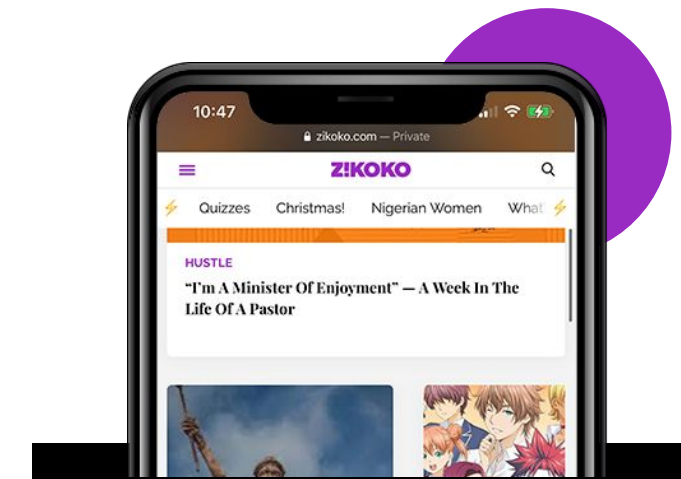 10:47
zikoko.com — Private
Z!KOKO
Quizzes Christmas! Nigerian Women What
HUSTLE
“I’m A Minister Of Enjoyment” — A Week In The
Life Of A Pastor